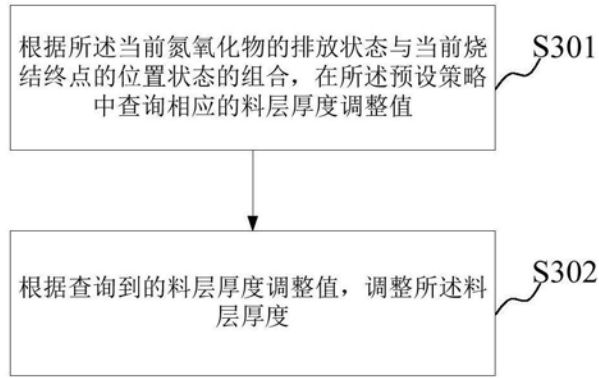 根据所述当前氮氧化物的排放状态与当前烧
结终点的位置状态的组合，在所述预设策略
中查询相应的料层厚度调整值
S301
根据查询到的料层厚度调整值，调整所述料
层厚度
S302